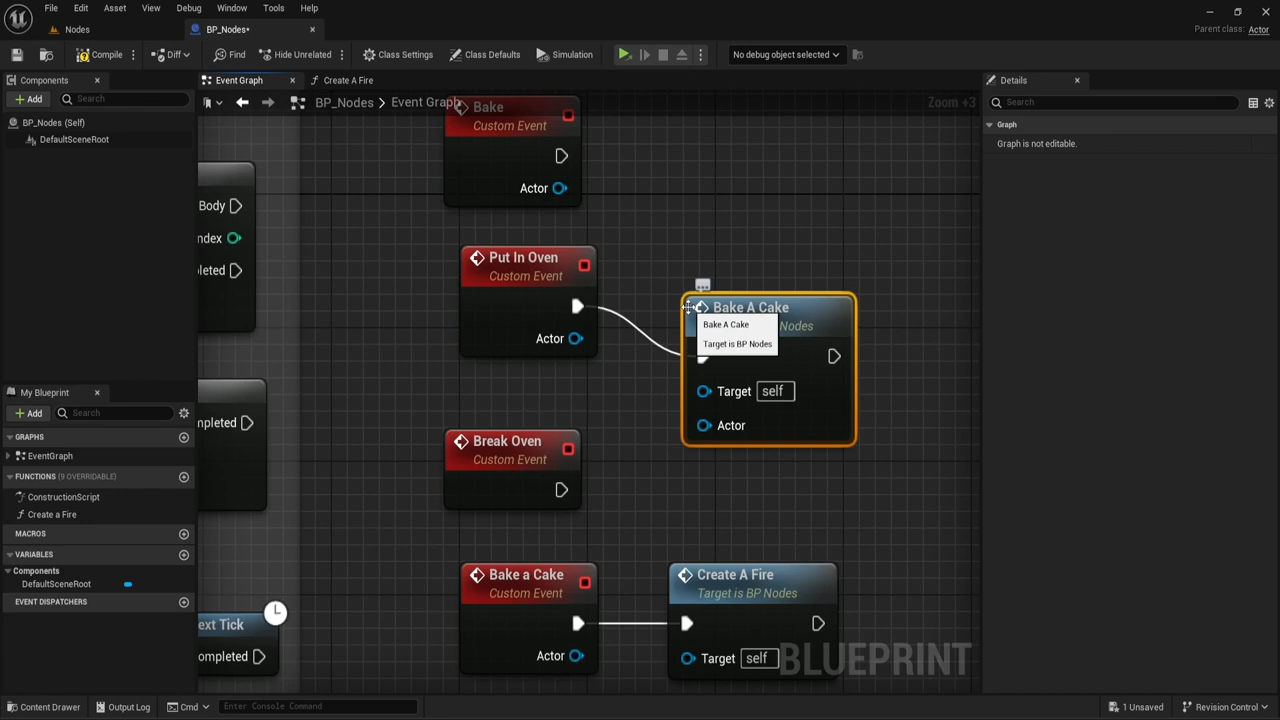 File Edit Asset View Debug Window Tools Help
Nodes
BP_Nodes*
Parent class: Actor
Compile
Diff
Find
Hide Unrelated
Class Settings
Class Defaults
Simulation
No debug object selected
Components
Event Graph
Create A Fire
Details
Add
Search
BP_Nodes > Event Graph
Zoom +3
Search
BP_Nodes (Self)
DefaultSceneRoot
Graph
Graph is not editable.
Bake
Custom Event
Actor
Body
ndex
leted
Put In Oven
Custom Event
Actor
Bake A Cake
Nodes
Bake A Cake
Target is BP Nodes
Target self
Actor
My Blueprint
Add
Search
GRAPHS
EventGraph
FUNCTIONS (9 OVERRIDABLE)
ConstructionScript
Create a Fire
MACROS
VARIABLES
Components
DefaultSceneRoot
EVENT DISPATCHERS
mpleted
Break Oven
Custom Event
Bake a Cake
Custom Event
Actor
Create A Fire
Target is BP Nodes
Target self
ext Tick
ompleted
BLUEPRINT
Content Drawer
Output Log
Cmd
Enter Console Command
1 Unsaved
Revision Control